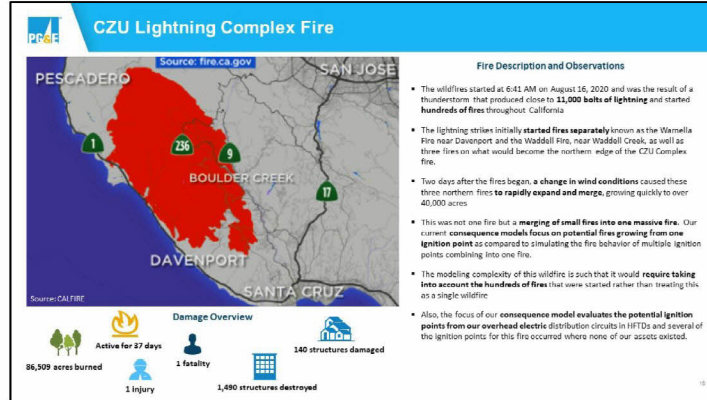 PG&E
CZU Lightning Complex Fire
Source: fire.ca.gov
PESCADERO
SAN JOSE
1
236
9
BOULDER CREEK
17
DAVENPORT
SANTA CRUZ
Source: CALFIRE
Damage Overview
86,509 acres burned
Active for 37 days
1 injury
1 fatality
1,490 structures destroyed
140 structures damaged
Fire Description and Observations
▪ The wildfires started at 6:41 AM on August 16, 2020 and was the result of a
thunderstorm that produced close to 11,000 bolts of lightning and started
hundreds of fires throughout California
▪ The lightning strikes initially started fires separately known as the Warnella
Fire near Davenport and the Waddell Fire, near Waddell Creek, as well as
three fires on what would become the northern edge of the CZU Complex
fire.
▪ Two days after the fires began, a change in wind conditions caused these
three northern fires to rapidly expand and merge, growing quickly to over
40,000 acres
▪ This was not one fire but a merging of small fires into one massive fire. Our
current consequence models focus on potential fires growing from one
ignition point as compared to simulating the fire behavior of multiple ignition
points combining into one fire.
▪ The modeling complexity of this wildfire is such that it would require taking
into account the hundreds of fires that were started rather than treating this
as a single wildfire
▪ Also, the focus of our consequence model evaluates the potential ignition
points from our overhead electric distribution circuits in HFTDs and several of
the ignition points for this fire occurred where none of our assets existed.